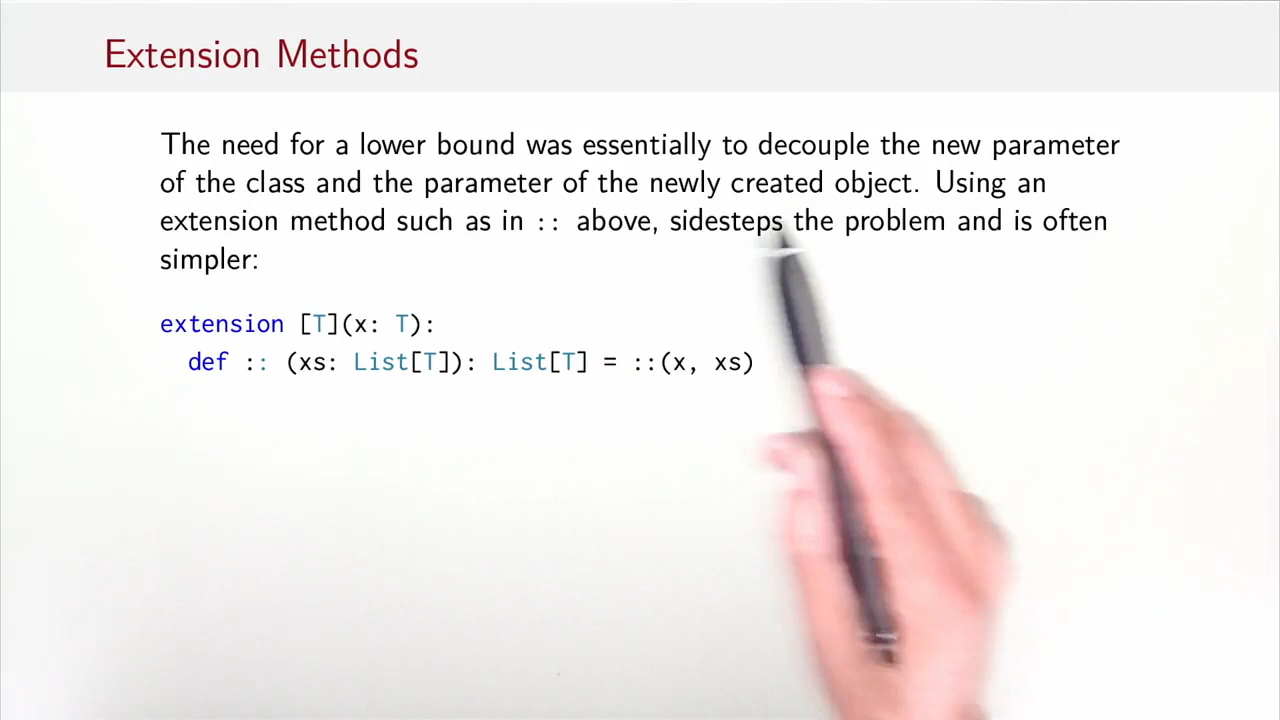 Extension Methods
The need for a lower bound was essentially to decouple the new parameter
of the class and the parameter of the newly created object. Using an
extension method such as in :: above, sidesteps the problem and is often
simpler:
extension [T](x: T):
def :: (xs: List[T]): List[T] = ::(x, xs)